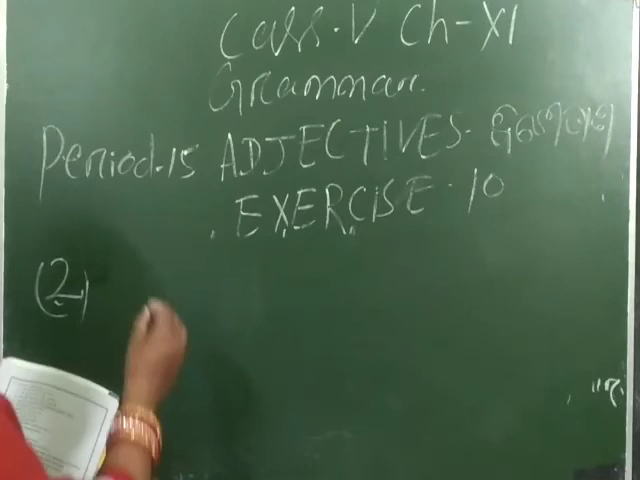 Class.V Ch-XI
Grammar.
Period.15 ADJECTIVES. ବିଶେଷଣ
EXERCISE.10
(2)